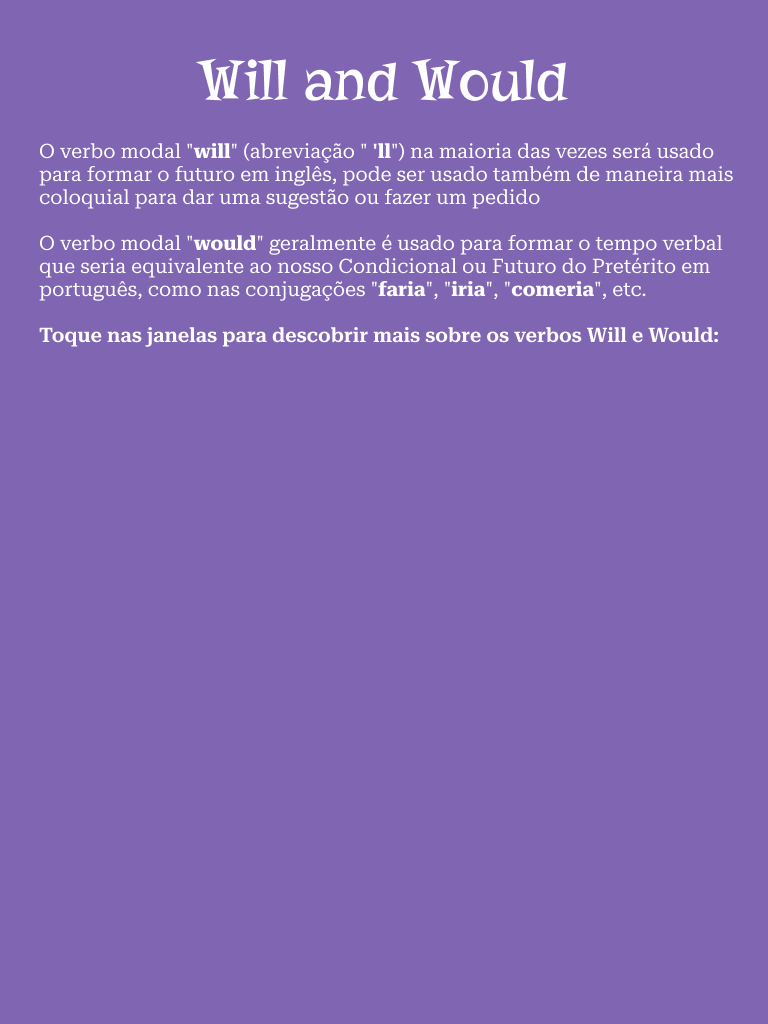 Will and Would
O verbo modal "will" (abreviação " 'll") na maioria das vezes será usado
para formar o futuro em inglês, pode ser usado também de maneira mais
coloquial para dar uma sugestão ou fazer um pedido
O verbo modal "would" geralmente é usado para formar o tempo verbal
que seria equivalente ao nosso Condicional ou Futuro do Pretérito em
português, como nas conjugações "faria", "iria", "comeria", etc.
Toque nas janelas para descobrir mais sobre os verbos Will e Would: